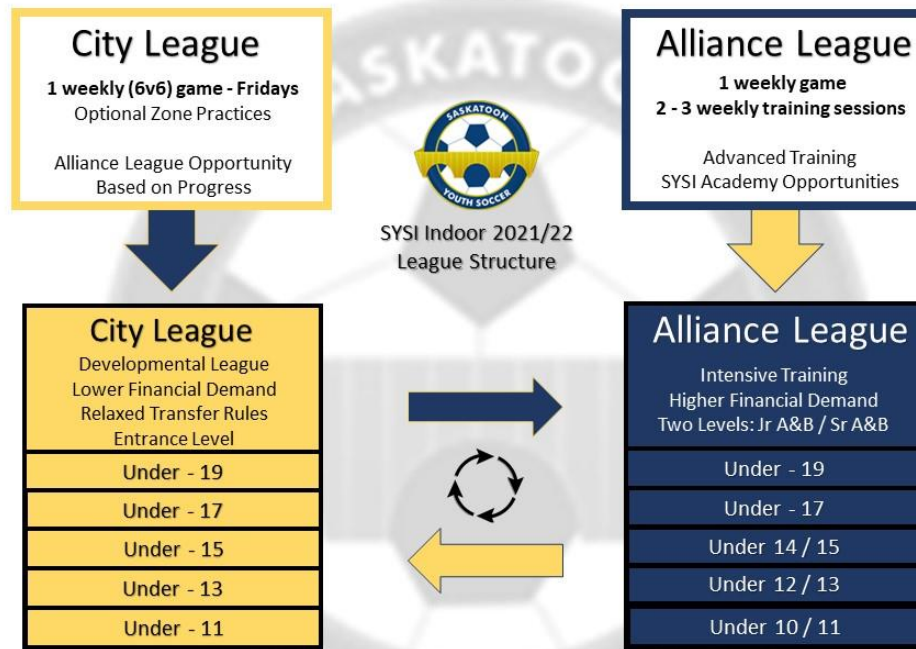 City League
1 weekly (6v6) game - Fridays
Optional Zone Practices
Alliance League Opportunity
Based on Progress
SASKATOON
SASKATOON
YOUTH SOCCER
SYSI Indoor 2021/22
League Structure
Alliance League
1 weekly game
2 - 3 weekly training sessions
Advanced Training
SYSI Academy Opportunities
City League
Developmental League
Lower Financial Demand
Relaxed Transfer Rules
Entrance Level
Under - 19
Under - 17
Under - 15
Under - 13
Under - 11
Alliance League
Intensive Training
Higher Financial Demand
Two Levels: Jr A&B / Sr A&B
Under - 19
Under - 17
Under 14 / 15
Under 12 / 13
Under 10 / 11